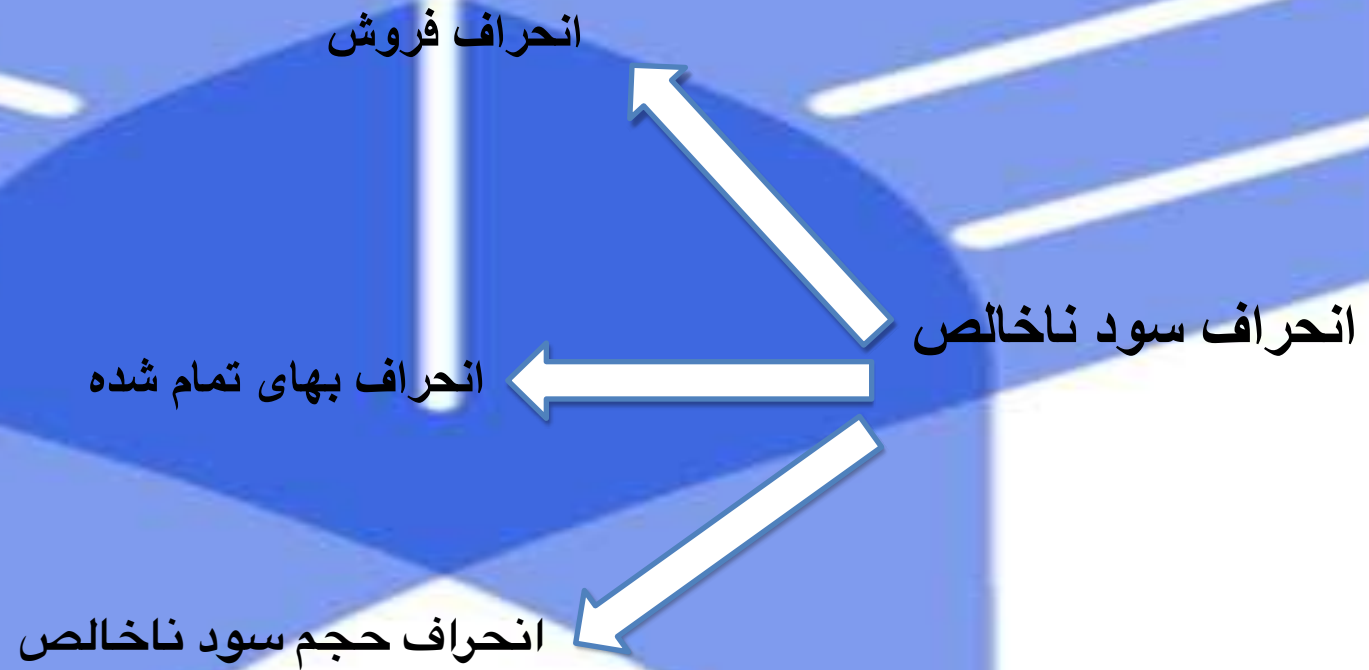 انحراف فروش
انحراف سود ناخالص
انحراف بهای تمام شده
انحراف حجم سود ناخالص